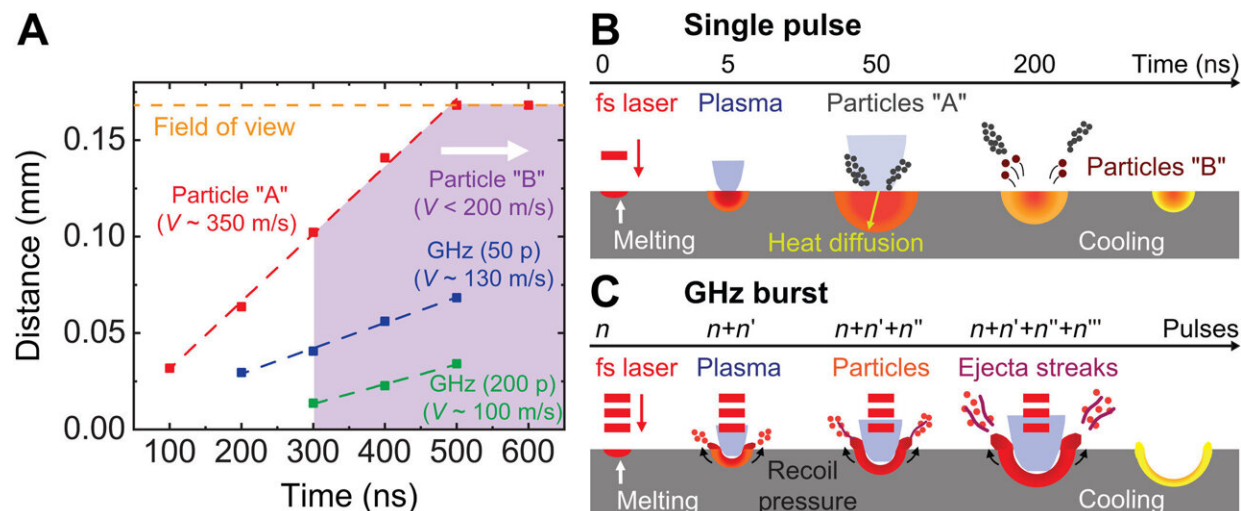 A
Distance (mm)
0.15
0.10
0.05
0.00
Field of view
Particle "A"
(V ~ 350 m/s)
Particle "B"
(V < 200 m/s)
GHz (50 p)
(V ~ 130 m/s)
GHz (200 p)
(V ~ 100 m/s)
100 200 300 400 500 600
Time (ns)
B Single pulse
0 5 50 200 Time (ns)
fs laser Plasma Particles "A"
Particles "B"
Melting Heat diffusion Cooling
C GHz burst
n n+n' n+n'+n" n+n'+n"+n''' Pulses
fs laser Plasma Particles Ejecta streaks
Recoil
Melting pressure Cooling